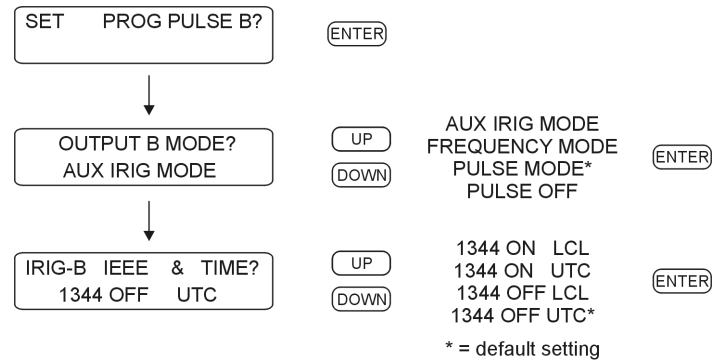 SET PROG PULSE B?
ENTER
OUTPUT B MODE?
AUX IRIG MODE
UP
DOWN
AUX IRIG MODE
FREQUENCY MODE
PULSE MODE*
PULSE OFF
ENTER
IRIG-B IEEE & TIME?
1344 OFF UTC
UP
DOWN
1344 ON LCL
1344 ON UTC
1344 OFF LCL
1344 OFF UTC*
ENTER
* = default setting